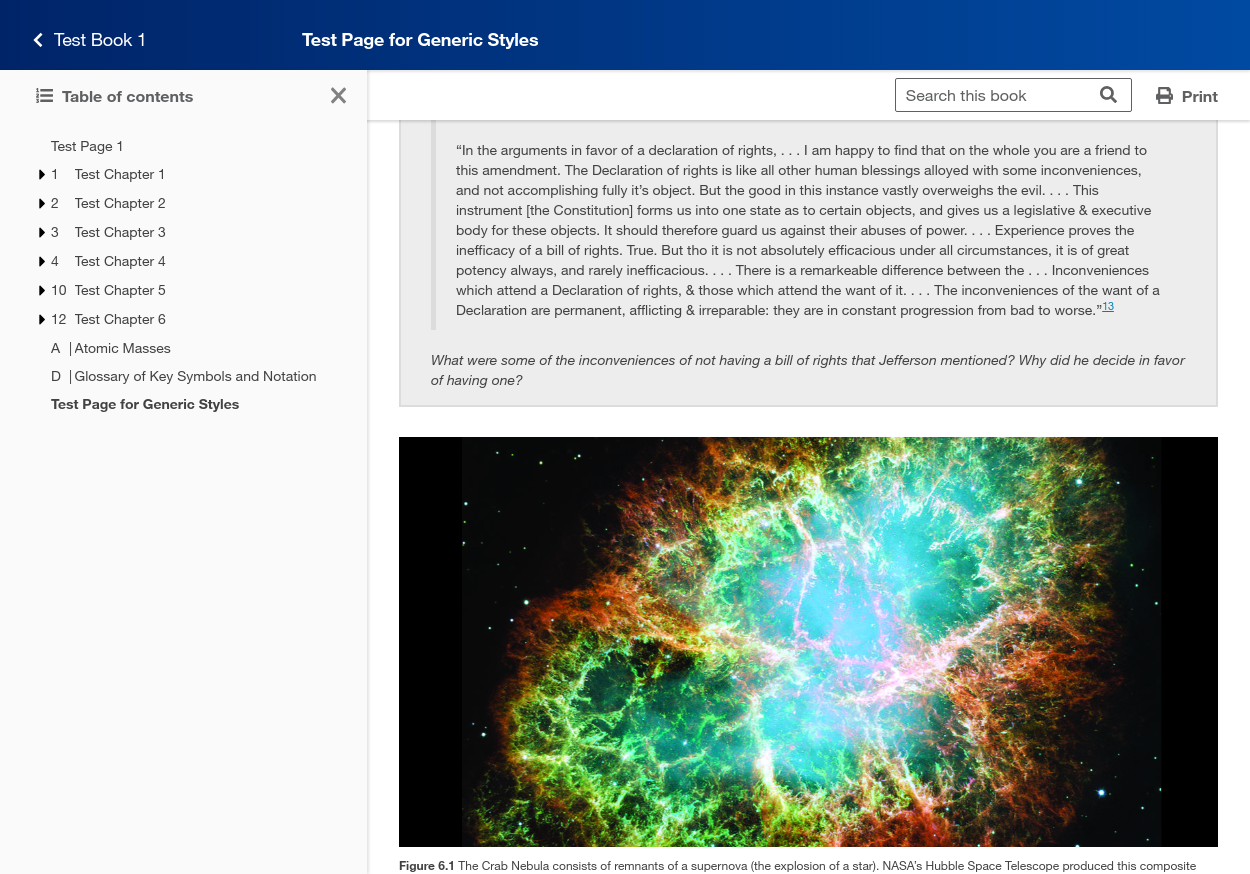 Test Book 1
Test Page for Generic Styles
Table of contents
Search this book
Print
Test Page 1
1 Test Chapter 1
2 Test Chapter 2
3 Test Chapter 3
4 Test Chapter 4
10 Test Chapter 5
12 Test Chapter 6
A | Atomic Masses
D | Glossary of Key Symbols and Notation
Test Page for Generic Styles
“In the arguments in favor of a declaration of rights, . . . I am happy to find that on the whole you are a friend to
this amendment. The Declaration of rights is like all other human blessings alloyed with some inconveniences,
and not accomplishing fully it’s object. But the good in this instance vastly overweighs the evil. . . . This
instrument [the Constitution] forms us into one state as to certain objects, and gives us a legislative & executive
body for these objects. It should therefore guard us against their abuses of power. . . . Experience proves the
inefficacy of a bill of rights. True. But tho it is not absolutely efficacious under all circumstances, it is of great
potency always, and rarely inefficacious. . . . There is a remarkeable difference between the . . . Inconveniences
which attend a Declaration of rights, & those which attend the want of it. . . . The inconveniences of the want of a
Declaration are permanent, afflicting & irreparable: they are in constant progression from bad to worse.”13
What were some of the inconveniences of not having a bill of rights that Jefferson mentioned? Why did he decide in favor
of having one?
Figure 6.1 The Crab Nebula consists of remnants of a supernova (the explosion of a star). NASA’s Hubble Space Telescope produced this composite